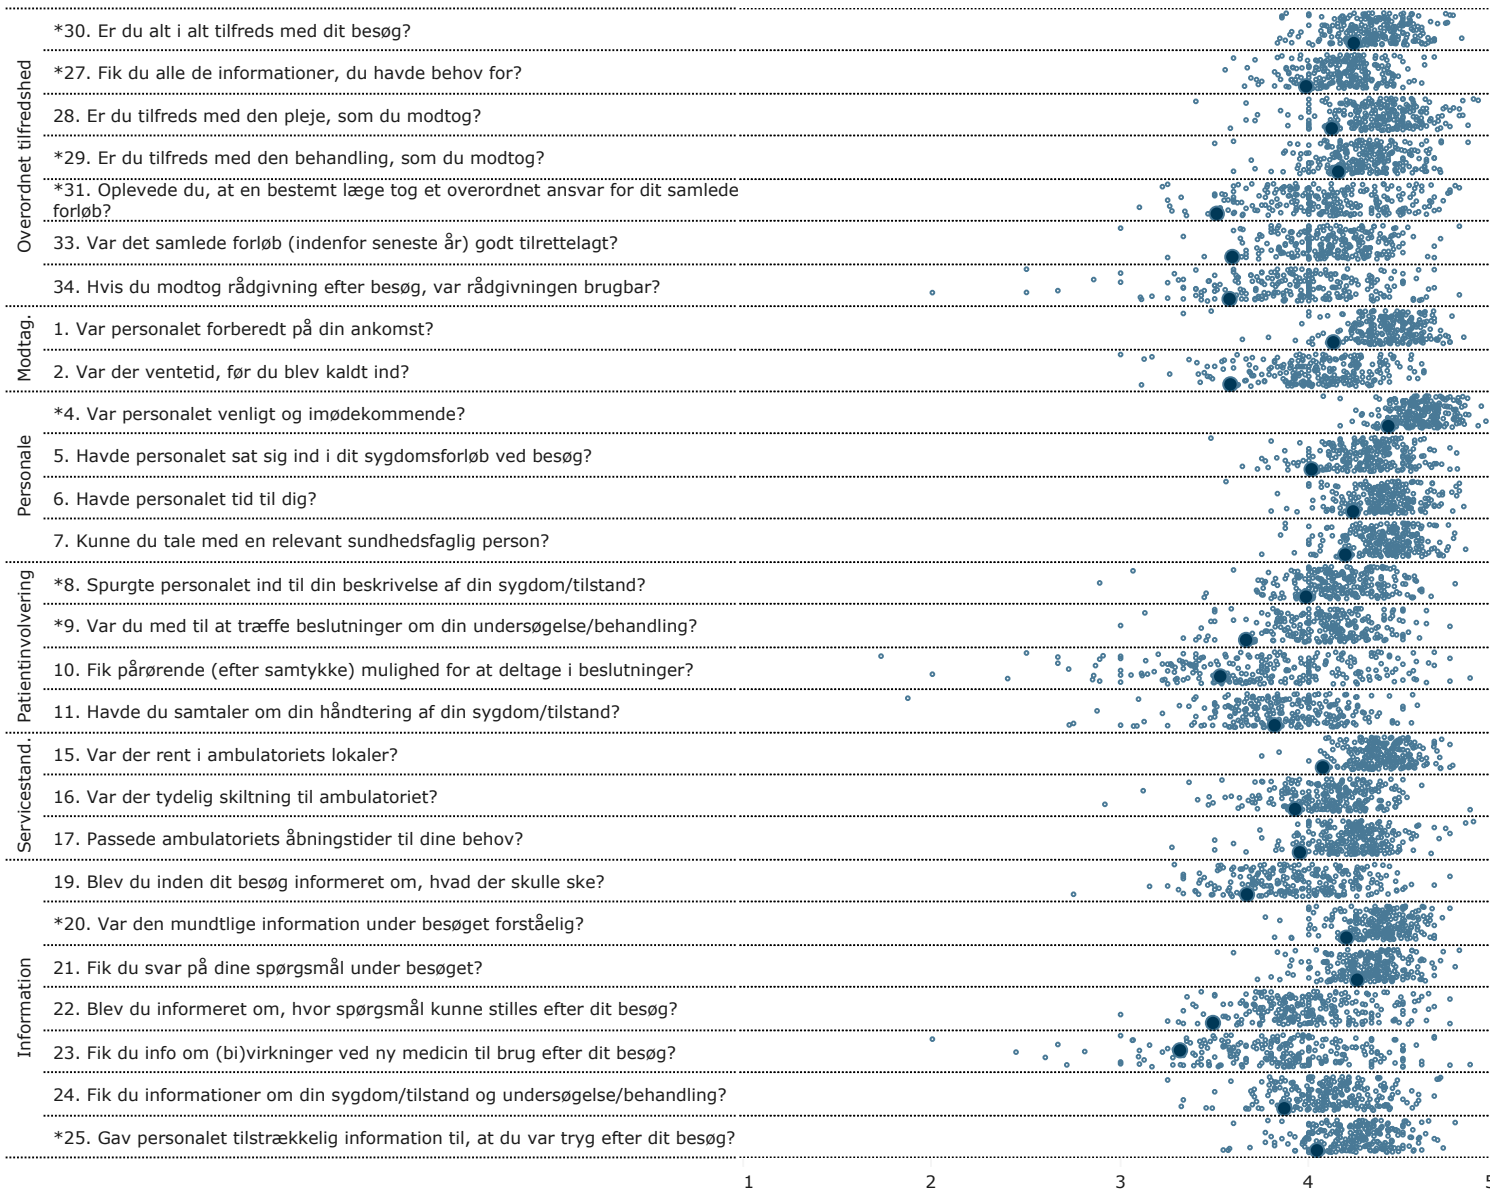 Overordnet tilfredshed
*30. Er du alt i alt tilfreds med dit besøg?
*27. Fik du alle de informationer, du havde behov for?
28. Er du tilfreds med den pleje, som du modtog?
*29. Er du tilfreds med den behandling, som du modtog?
*31. Oplevede du, at en bestemt læge tog et overordnet ansvar for dit samlede
forløb?
33. Var det samlede forløb (indenfor seneste år) godt tilrettelagt?
34. Hvis du modtog rådgivning efter besøg, var rådgivningen brugbar?
Modtag.
1. Var personalet forberedt på din ankomst?
2. Var der ventetid, før du blev kaldt ind?
Personale
*4. Var personalet venligt og imødekommende?
5. Havde personalet sat sig ind i dit sygdomsforløb ved besøg?
6. Havde personalet tid til dig?
7. Kunne du tale med en relevant sundhedsfaglig person?
Patientinvolvering
*8. Spurgte personalet ind til din beskrivelse af din sygdom/tilstand?
*9. Var du med til at træffe beslutninger om din undersøgelse/behandling?
10. Fik pårørende (efter samtykke) mulighed for at deltage i beslutninger?
11. Havde du samtaler om din håndtering af din sygdom/tilstand?
Servicestand.
15. Var der rent i ambulatoriets lokaler?
16. Var der tydelig skiltning til ambulatoriet?
17. Passede ambulatoriets åbningstider til dine behov?
Information
19. Blev du inden dit besøg informeret om, hvad der skulle ske?
*20. Var den mundtlige information under besøget forståelig?
21. Fik du svar på dine spørgsmål under besøget?
22. Blev du informeret om, hvor spørgsmål kunne stilles efter dit besøg?
23. Fik du info om (bi)virkninger ved ny medicin til brug efter dit besøg?
24. Fik du informationer om din sygdom/tilstand og undersøgelse/behandling?
*25. Gav personalet tilstrækkelig information til, at du var tryg efter dit besøg?
1 2 3 4 5